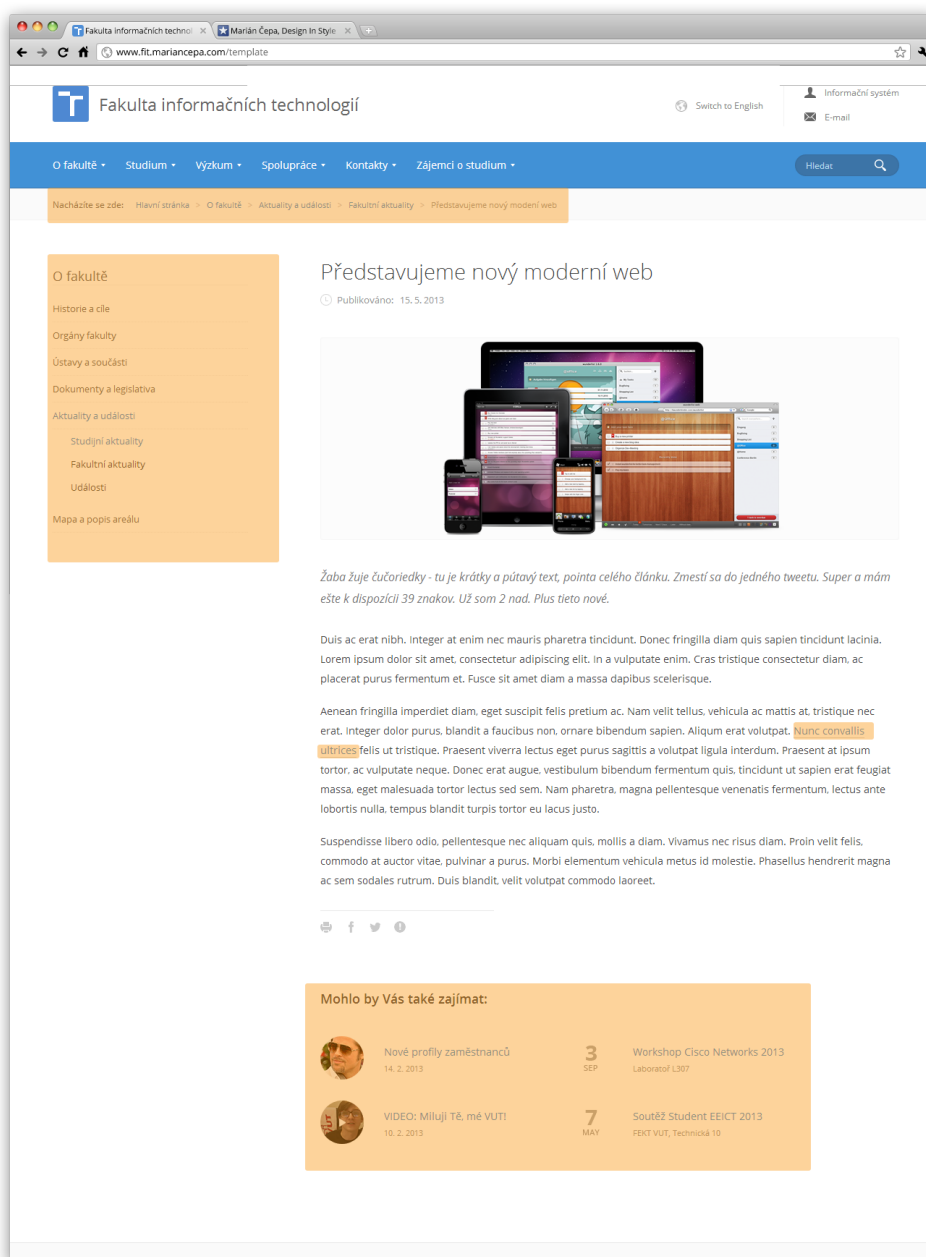 Fakulta informačních technol
Marián Čepa, Design In Style
www.fit.mariancepa.com/template
Fakulta informačních technologií
Switch to English
Informační systém
E-mail
O fakultě Studium Výzkum Spolupráce Kontakty Zájemci o studium
Hledat
Nacházíte se zde: Hlavní stránka > O fakultě > Aktuality a události > Fakultní aktuality > Představujeme nový modení web
O fakultě
Historie a cíle
Orgány fakulty
Ústavy a součásti
Dokumenty a legislativa
Aktuality a události
Studijní aktuality
Fakultní aktuality
Události
Mapa a popis areálu
Představujeme nový moderní web
Publikováno: 15. 5. 2013
Žaba žuje čučoriedky - tu je krátky a pútavý text, pointa celého článku. Zmestí sa do jedného tweetu. Super a mám
ešte k dispozícii 39 znakov. Už som 2 nad. Plus tieto nové.
Duis ac erat nibh. Integer at enim nec mauris pharetra tincidunt. Donec fringilla diam quis sapien tincidunt lacinia.
Lorem ipsum dolor sit amet, consectetur adipiscing elit. In a vulputate enim. Cras tristique consectetur diam, ac
placerat purus fermentum et. Fusce sit amet diam a massa dapibus scelerisque.
Aenean fringilla imperdiet diam, eget suscipit felis pretium ac. Nam velit tellus, vehicula ac mattis at, tristique nec
erat. Integer dolor purus, blandit a faucibus non, ornare bibendum sapien. Aliqum erat volutpat. Nunc convallis
ultrices felis ut tristique. Praesent viverra lectus eget purus sagittis a volutpat ligula interdum. Praesent at ipsum
tortor, ac vulputate neque. Donec erat augue, vestibulum bibendum fermentum quis, tincidunt ut sapien erat feugiat
massa, eget malesuada tortor lectus sed sem. Nam pharetra, magna pellentesque venenatis fermentum, lectus ante
lobortis nulla, tempus blandit turpis tortor eu lacus justo.
Suspendisse libero odio, pellentesque nec aliquam quis, mollis a diam. Vivamus nec risus diam. Proin velit felis,
commodo at auctor vitae, pulvinar a purus. Morbi elementum vehicula metus id molestie. Phasellus hendrerit magna
ac sem sodales rutrum. Duis blandit, velit volutpat commodo laoreet.
Mohlo by Vás také zajímat:
Nové profily zaměstnanců
14. 2. 2013
3
SEP
Workshop Cisco Networks 2013
Laboratoř L307
VIDEO: Miluji Tě, mé VUT!
10. 2. 2013
7
MAY
Soutěž Student EEICT 2013
FEKT VUT, Technická 10